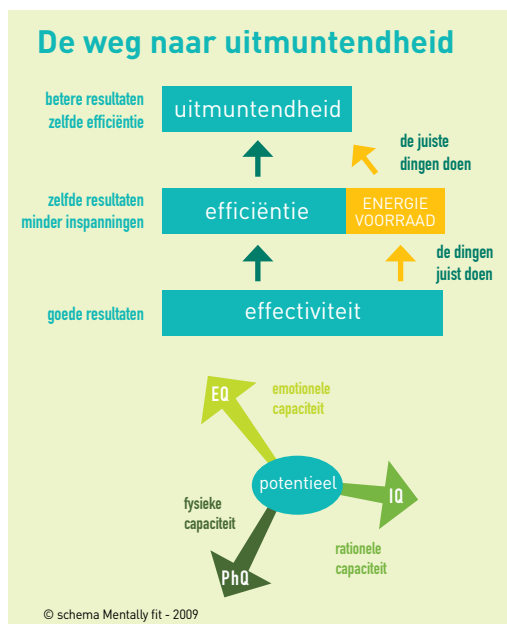 De weg naar uitmuntendheid
betere resultaten
zelfde efficiëntie
uitmuntendheid
de juiste
dingen doen
zelfde resultaten
minder inspanningen
efficiëntie
ENERGIE
VOORRAAD
de dingen
juist doen
goede resultaten
effectiviteit
EQ
emotionele
capaciteit
potentieel
IQ
fysieke
capaciteit
rationele
capaciteit
PhQ
© schema Mentally fit - 2009